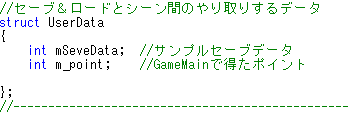 //セーブ&ロードとシーン間のやり取りするデータ
struct UserData
{
int mSeveData; //サンプルセーブデータ
int m_point; //GameMainで得たポイント
};
//------------------------------------------------